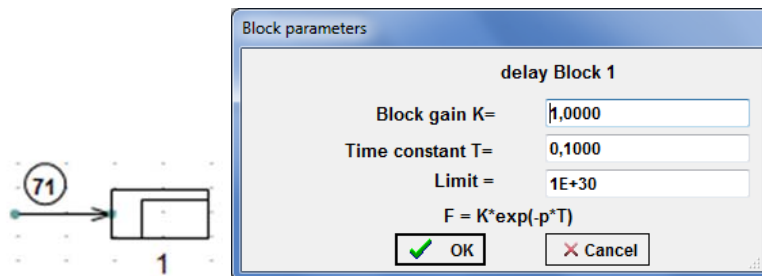 71
1
Block parameters
delay Block 1
Block gain K= 1,0000
Time constant T= 0,1000
Limit = 1E+30
F = K*exp(-p*T)
OK Cancel